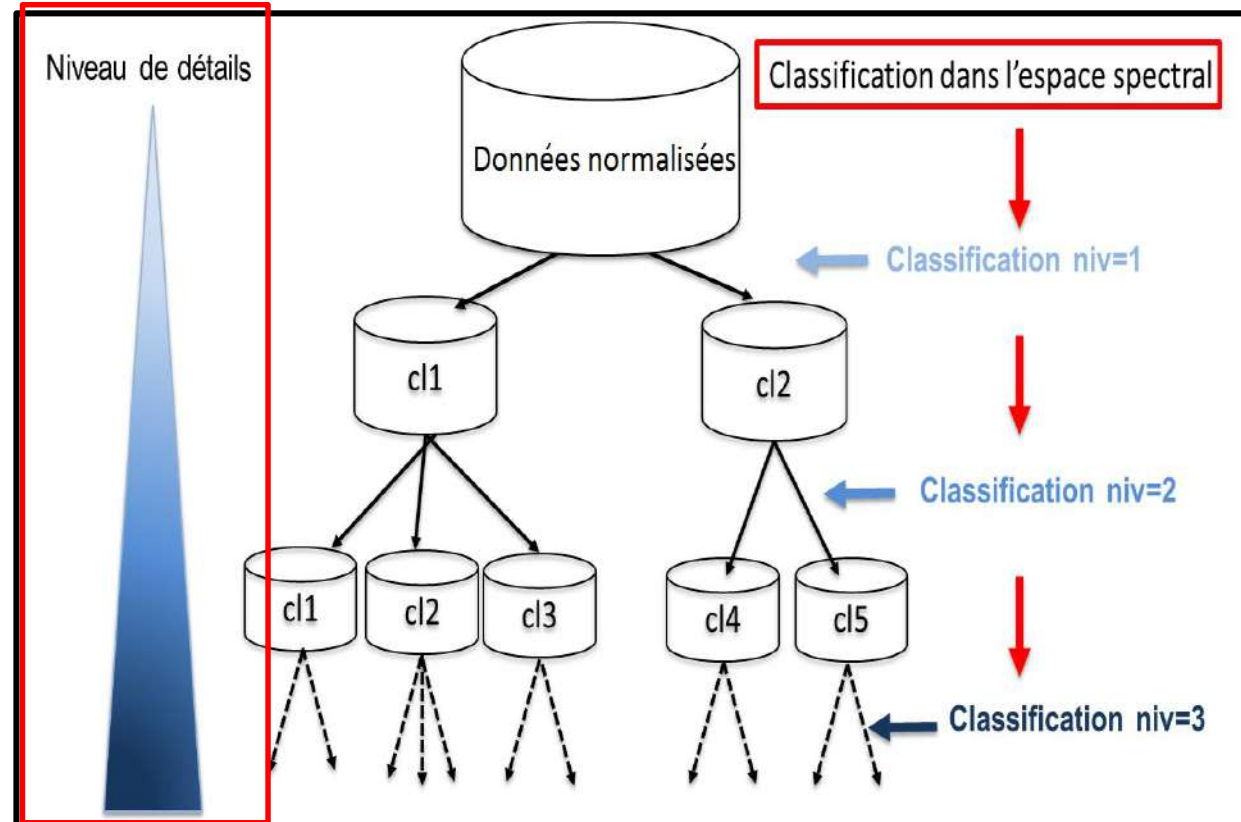 Niveau de détails
Classification dans l'espace spectral
Données normalisées
Classification niv=1
cl1
cl2
Classification niv=2
cl1
cl2
cl3
cl4
cl5
Classification niv=3